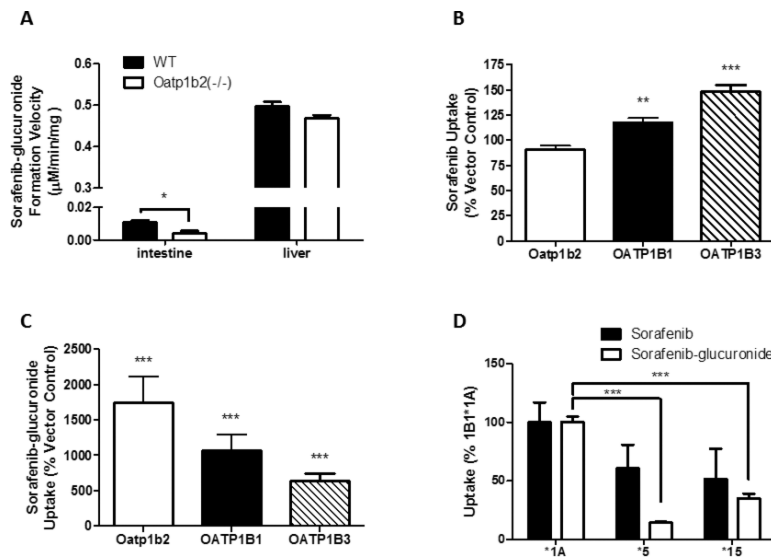 A
WT
Oatp1b2(-/-)
Sorafenib-glucuronide
Formation Velocity
(μM/min/mg)
0.6
0.5
0.4
0.3
0.02
0.00
*
intestine
liver
B
Sorafenib Uptake
(% Vector Control)
175
150
125
100
75
50
25
0
**
***
Oatp1b2
OATP1B1
OATP1B3
C
Sorafenib-glucuronide
Uptake (% Vector Control)
2500
2000
1500
1000
500
0
***
***
***
Oatp1b2
OATP1B1
OATP1B3
D
Sorafenib
Sorafenib-glucuronide
Uptake (% 1B1*1A)
150
100
50
0
***
***
*1A
*5
*15